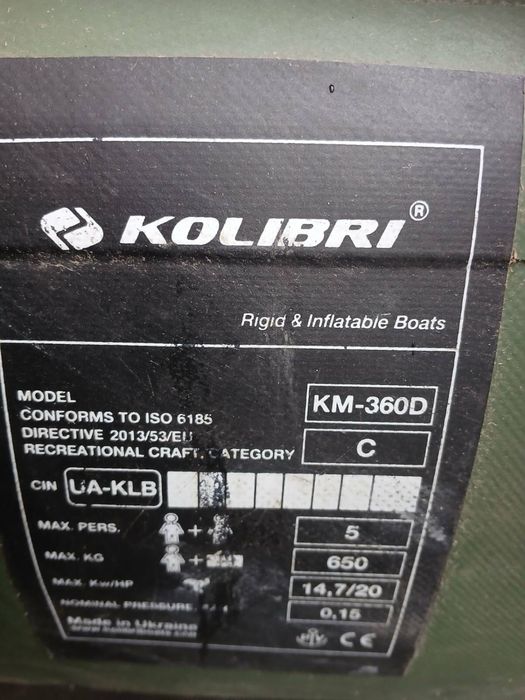 KOLIBRI®
Rigid & Inflatable Boats
MODEL KM-360D
CONFORMS TO ISO 6185
DIRECTIVE 2013/53/EU
RECREATIONAL CRAFT, CATEGORY C
CIN UA-KLB
MAX. PERS. + 5
MAX. KG + 650
MAX. Kw/HP 14,7/20
NOMINAL PRESSURE, 0,15
Made in Ukraine
CE